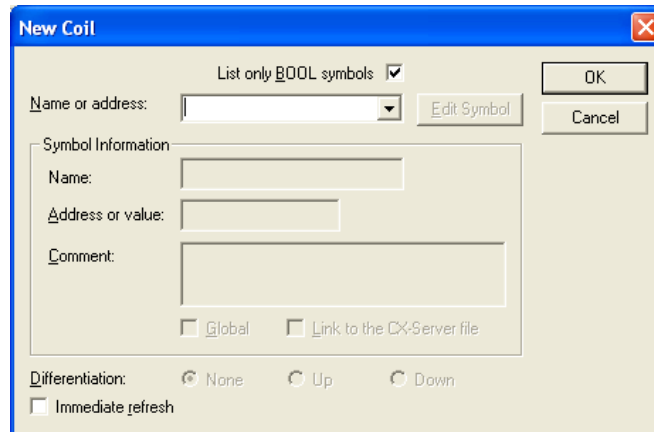 New Coil
List only BOOL symbols
OK
Name or address:
Edit Symbol
Cancel
Symbol Information
Name:
Address or value:
Comment:
Global
Link to the CX-Server file
Differentiation:
None
Up
Down
Immediate refresh